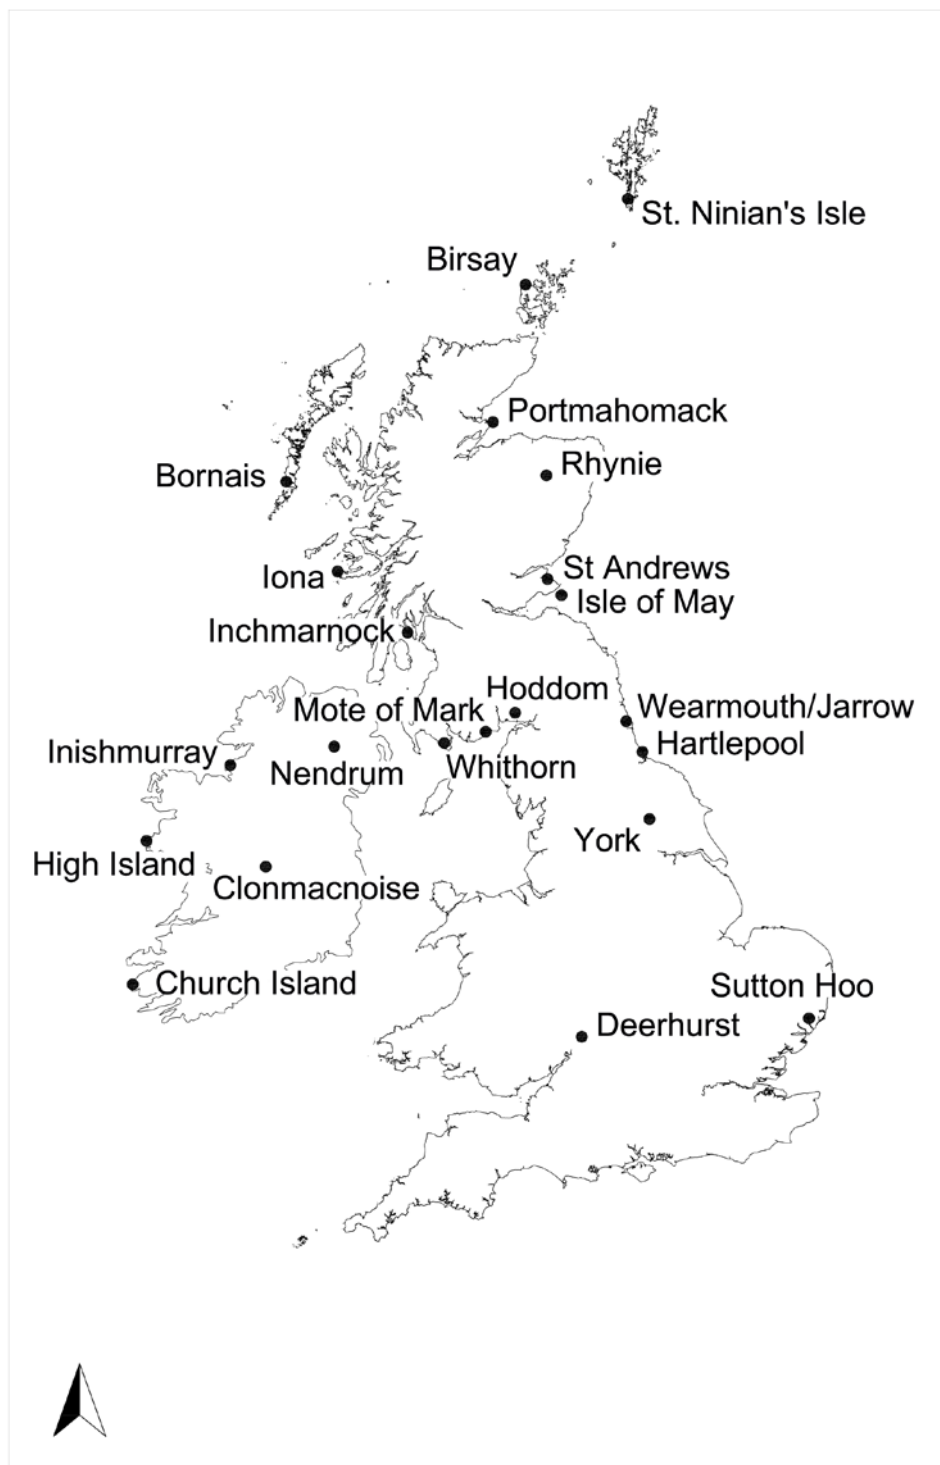 St. Ninian's Isle
Birsay
Portmahomack
Rhynie
Bornais
St Andrews
Iona
Isle of May
Inchmarnock
Hoddom
Mote of Mark
Wearmouth/Jarrow
Hartlepool
Inishmurray
Nendrum
Whithorn
York
High Island
Clonmacnoise
Church Island
Sutton Hoo
Deerhurst